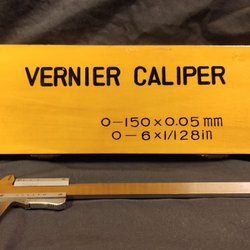 VERNIER CALIPER
0-150×0.05mm
0-6×1/128in